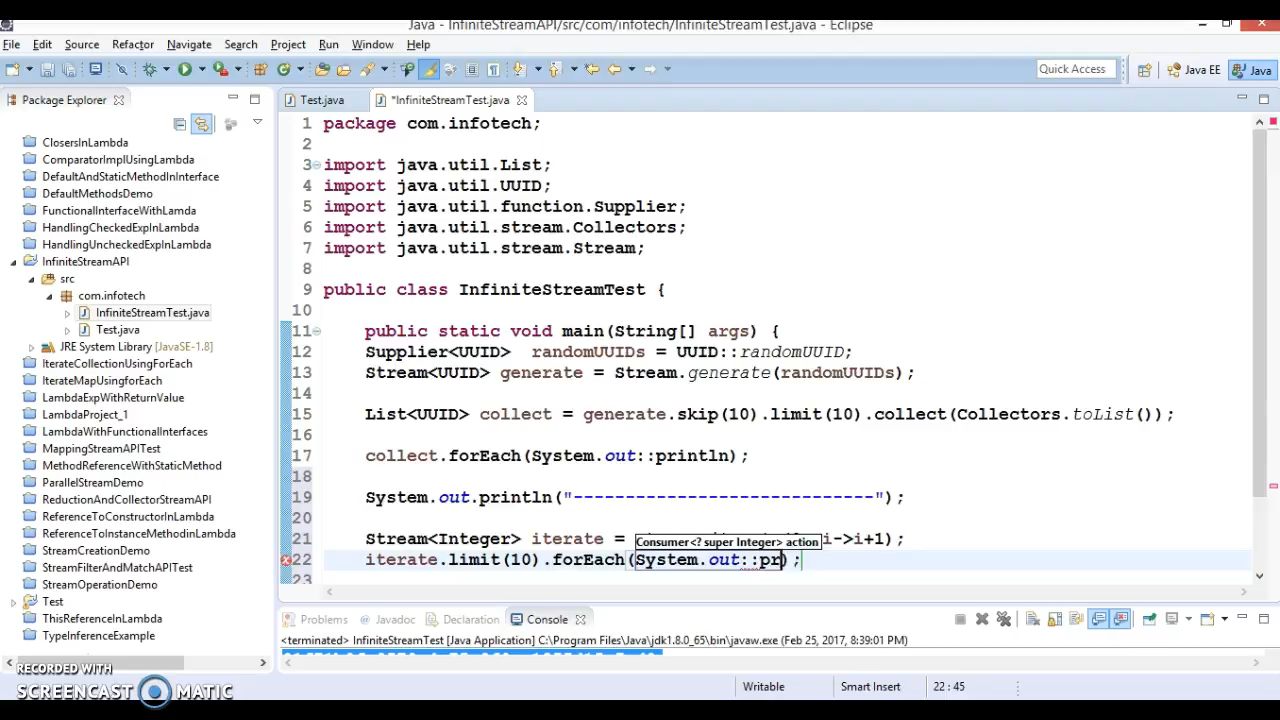 Java - InfiniteStreamAPI/src/com/infotech/InfiniteStreamTest.java - Eclipse
File Edit Source Refactor Navigate Search Project Run Window Help
Quick Access
Java EE
Java
Package Explorer
Test.java
*InfiniteStreamTest.java
ClosersInLambda
ComparatorImplUsingLambda
DefaultAndStaticMethodInInterface
DefaultMethodsDemo
FunctionalInterfaceWithLamda
HandlingCheckedExpInLambda
HandlingUncheckedExpInLambda
InfiniteStreamAPI
src
com.infotech
InfiniteStreamTest.java
Test.java
JRE System Library [JavaSE-1.8]
IterateCollectionUsingForEach
IterateMapUsingforEach
LambdaExpWithReturnValue
LambdaProject_1
LambdaWithFunctionalInterfaces
MappingStreamAPITest
MethodReferenceWithStaticMethod
ParallelStreamDemo
ReductionAndCollectorStreamAPI
ReferenceToConstructorInLambda
ReferenceToInstanceMethodinLambda
StreamCreationDemo
StreamFilterAndMatchAPITest
StreamOperationDemo
Test
ThisReferenceInLambda
TypeInferenceExample
1 package com.infotech;
2
3 import java.util.List;
4 import java.util.UUID;
5 import java.util.function.Supplier;
6 import java.util.stream.Collectors;
7 import java.util.stream.Stream;
8
9 public class InfiniteStreamTest {
10
11 public static void main(String[] args) {
12 Supplier<UUID> randomUUIDs = UUID::randomUUID;
13 Stream<UUID> generate = Stream.generate(randomUUIDs);
14
15 List<UUID> collect = generate.skip(10).limit(10).collect(Collectors.toList());
16
17 collect.forEach(System.out::println);
18
19 System.out.println("-----------------------------");
20
21 Stream<Integer> iterate = i->i+1);
Consumer<? super Integer> action
22 iterate.limit(10).forEach(System.out::pr);
23
Problems
Javadoc
Declaration
Console
<terminated> InfiniteStreamTest [Java Application] C:\Program Files\Java\jdk1.8.0_65\bin\javaw.exe (Feb 25, 2017, 8:39:01 PM)
Writable
Smart Insert
22 : 45
RECORDED WITH
SCREENCAST MATIC